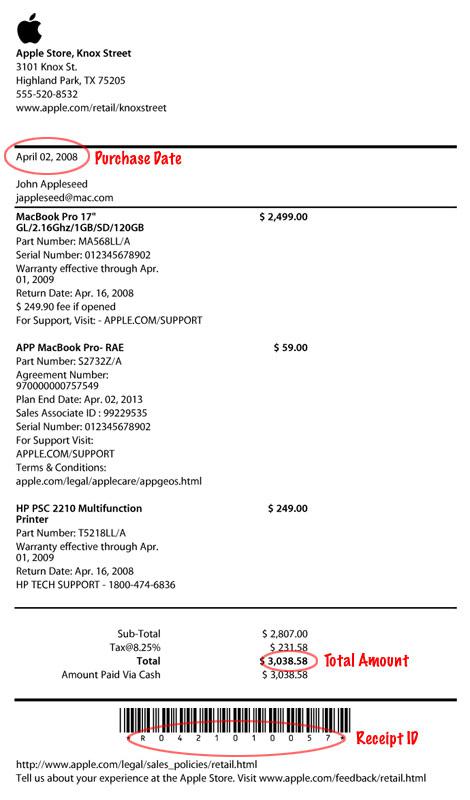 Apple Store, Knox Street
3101 Knox St.
Highland Park, TX 75205
555-520-8532
www.apple.com/retail/knoxstreet
April 02, 2008 Purchase Date
John Appleseed
jappleseed@mac.com
MacBook Pro 17" $ 2,499.00
GL/2.16Ghz/1GB/SD/120GB
Part Number: MA568LL/A
Serial Number: 012345678902
Warranty effective through Apr.
01, 2009
Return Date: Apr. 16, 2008
$ 249.90 fee if opened
For Support, Visit: - APPLE.COM/SUPPORT
APP MacBook Pro- RAE $ 59.00
Part Number: S2732Z/A
Agreement Number:
970000000757549
Plan End Date: Apr. 02, 2013
Sales Associate ID : 99229535
Serial Number: 012345678902
For Support Visit:
APPLE.COM/SUPPORT
Terms & Conditions:
apple.com/legal/applecare/appgeos.html
HP PSC 2210 Multifunction $ 249.00
Printer
Part Number: T5218LL/A
Warranty effective through Apr.
01, 2009
Return Date: Apr. 16, 2008
HP TECH SUPPORT - 1800-474-6836
Sub-Total $ 2,807.00
Tax@8.25% $ 231.58
Total $ 3,038.58 Total Amount
Amount Paid Via Cash $ 3,038.58
* R 0 4 2 1 0 1 0 0 5 7 * Receipt ID
http://www.apple.com/legal/sales_policies/retail.html
Tell us about your experience at the Apple Store. Visit www.apple.com/feedback/retail.html